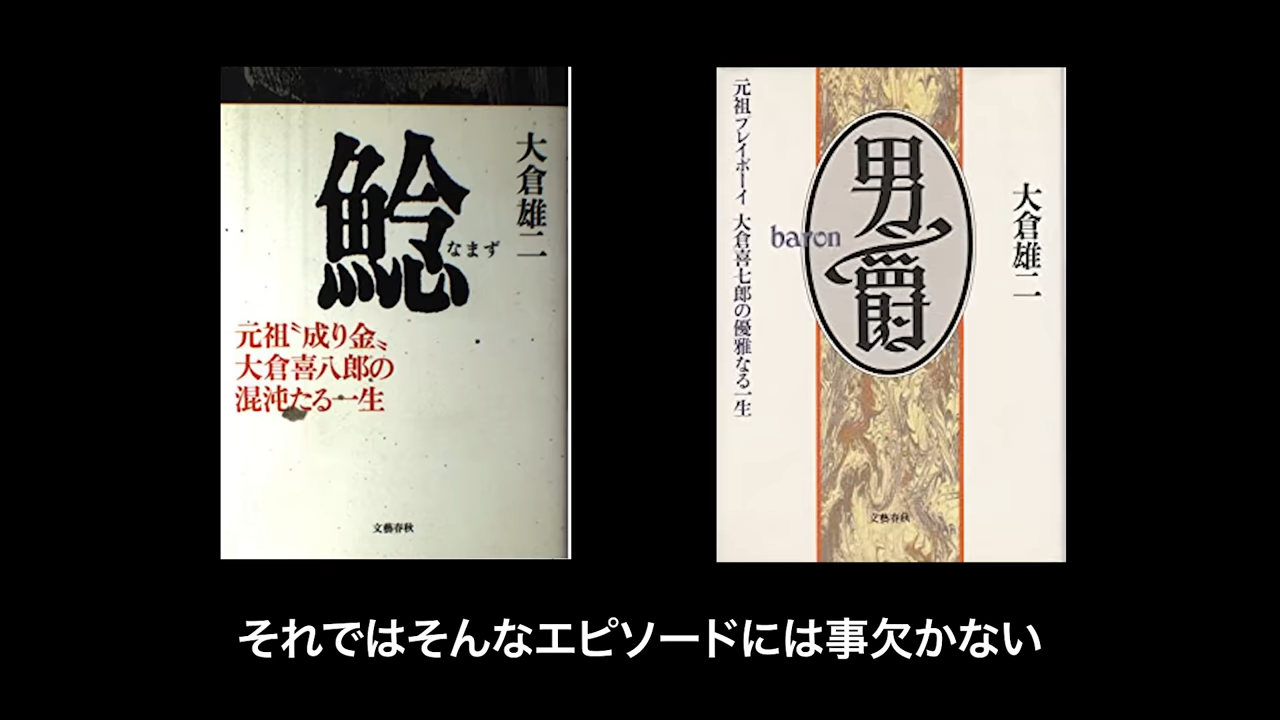 大倉雄二
鯰
なまず
元祖〝成り金〟
大倉喜八郎の
混沌たる一生
文藝春秋
大倉雄二
男爵
baron
元祖プレイボーイ 大倉喜七郎の優雅なる一生
文藝春秋
それではそんなエピソードには事欠かない